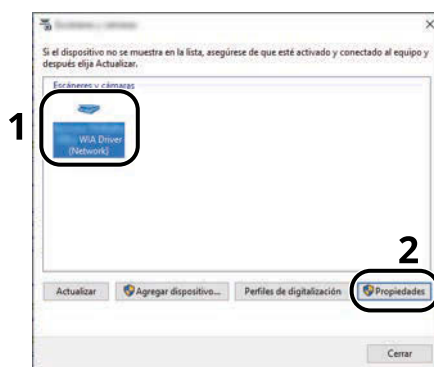 Si el dispositivo no se muestra en la lista, asegúrese de que esté activado y conectado al equipo y
después elija Actualizar.
Escáneres y cámaras
1
WIA Driver
(Network)
2
Actualizar
Agregar dispositivo...
Perfiles de digitalización
Propiedades
Cerrar